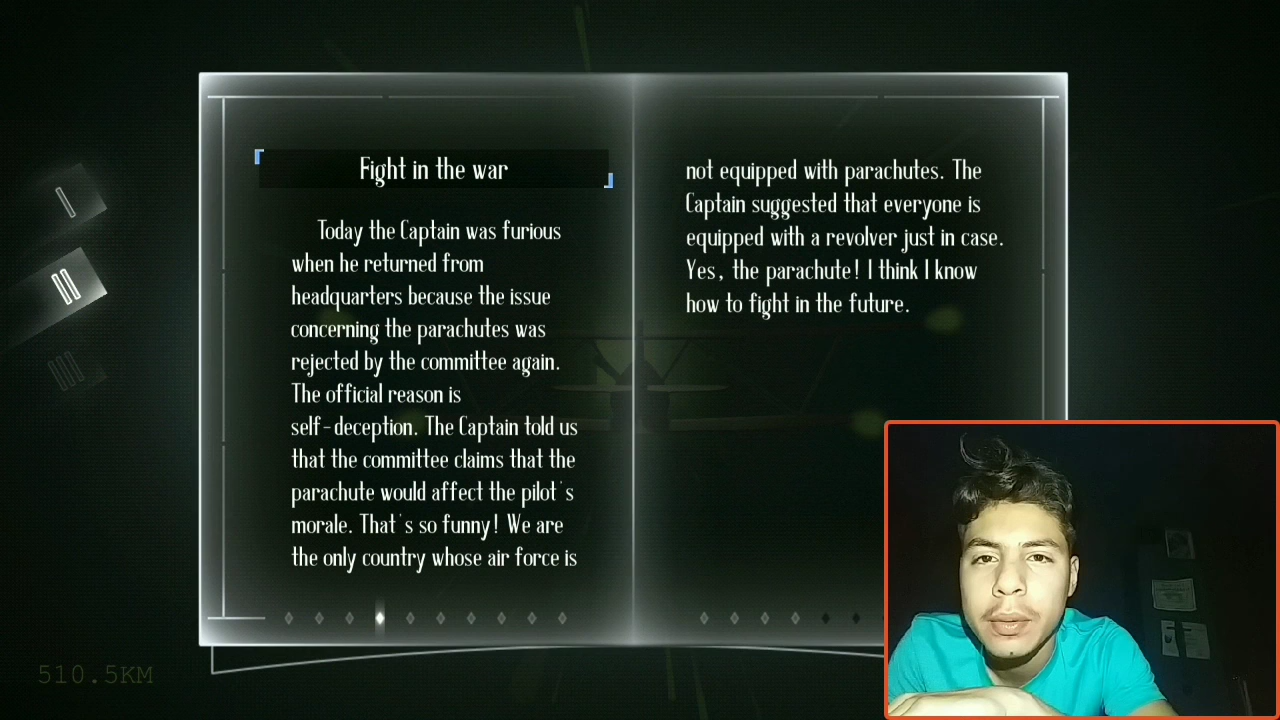 Fight in the war
Today the Captain was furious
when he returned from
headquarters because the issue
concerning the parachutes was
rejected by the committee again.
The official reason is
self-deception. The Captain told us
that the committee claims that the
parachute would affect the pilot's
morale. That's so funny! We are
the only country whose air force is
not equipped with parachutes. The
Captain suggested that everyone is
equipped with a revolver just in case.
Yes, the parachute! I think I know
how to fight in the future.
510.5KM